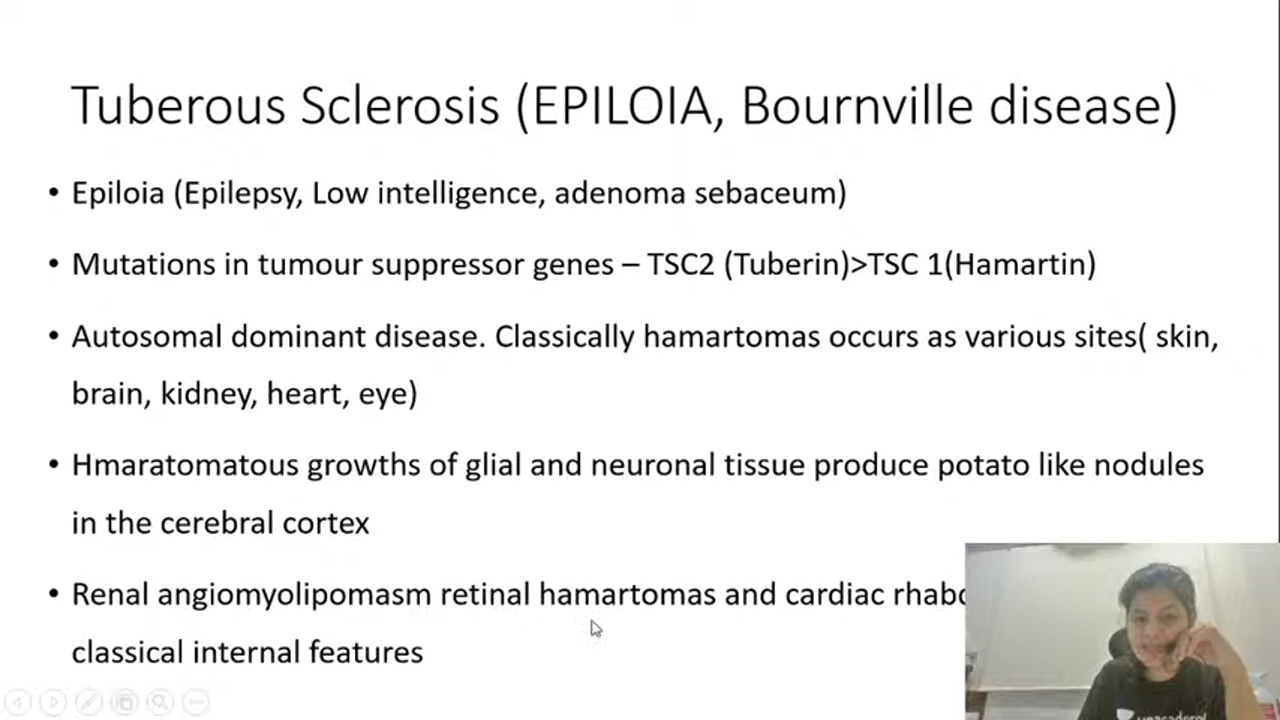 Tuberous Sclerosis (EPILOIA, Bournville disease)
• Epiloia (Epilepsy, Low intelligence, adenoma sebaceum)
• Mutations in tumour suppressor genes – TSC2 (Tuberin)>TSC 1(Hamartin)
• Autosomal dominant disease. Classically hamartomas occurs as various sites( skin,
brain, kidney, heart, eye)
• Hmaratomatous growths of glial and neuronal tissue produce potato like nodules
in the cerebral cortex
• Renal angiomyolipomasm retinal hamartomas and cardiac
classical internal features